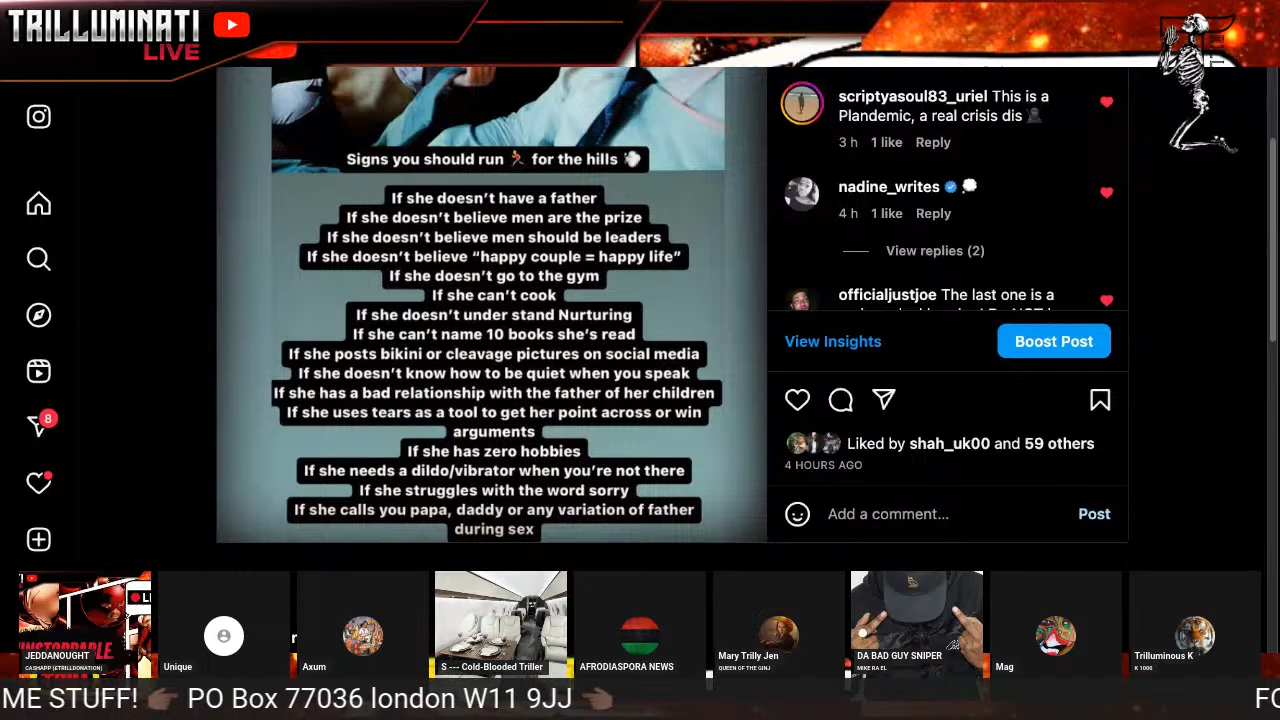 TRILLUMINATI
LIVE
Signs you should run 🏃 for the hills 💨
If she doesn't have a father
If she doesn't believe men are the prize
If she doesn't believe men should be leaders
If she doesn't believe “happy couple = happy life”
If she doesn't go to the gym
If she can't cook
If she doesn't under stand Nurturing
If she can't name 10 books she's read
If she posts bikini or cleavage pictures on social media
If she doesn't know how to be quiet when you speak
If she has a bad relationship with the father of her children
If she uses tears as a tool to get her point across or win
arguments
If she has zero hobbies
If she needs a dildo/vibrator when you're not there
If she struggles with the word sorry
If she calls you papa, daddy or any variation of father
during sex
scriptyasoul83_uriel This is a
Plandemic, a real crisis dis
3 h 1 like Reply
nadine_writes 💭
4 h 1 like Reply
View replies (2)
officialjustjoe The last one is a
View Insights
Boost Post
Liked by shah_uk00 and 59 others
4 HOURS AGO
Add a comment...
Post
8
JEDDANOUGHT
Unique
Axum
S --- Cold-Blooded Triller
AFRODIASPORA NEWS
Mary Trilly Jen
QUEEN OF THE GINJ
DA BAD GUY SNIPER
MIKE RA EL
Mag
Trilluminous K
K 1000
ME STUFF! PO Box 77036 london W11 9JJ
FO